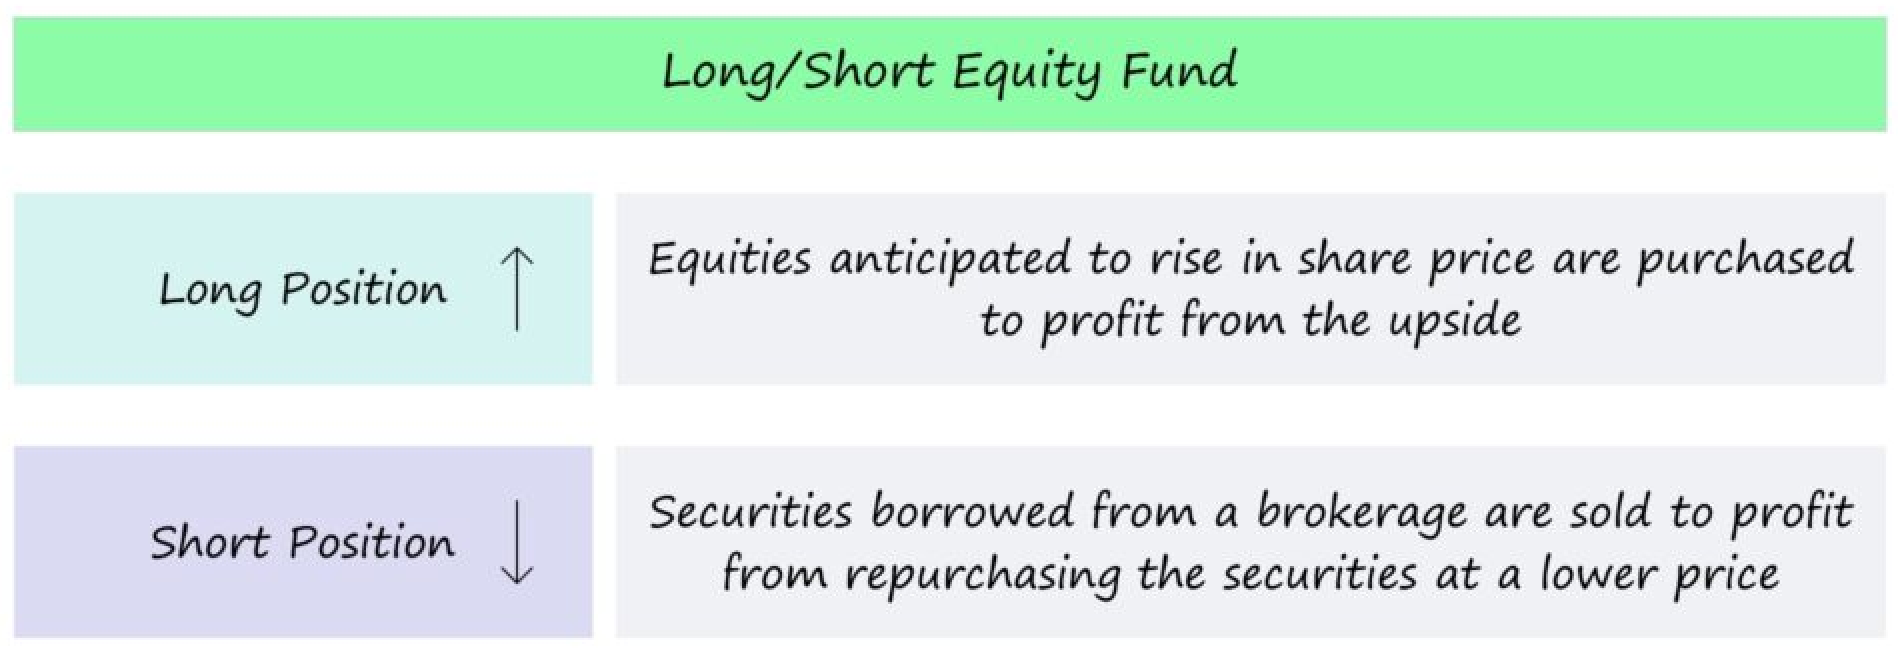 Long/Short Equity Fund
Long Position
Equities anticipated to rise in share price are purchased
to profit from the upside
Short Position
Securities borrowed from a brokerage are sold to profit
from repurchasing the securities at a lower price